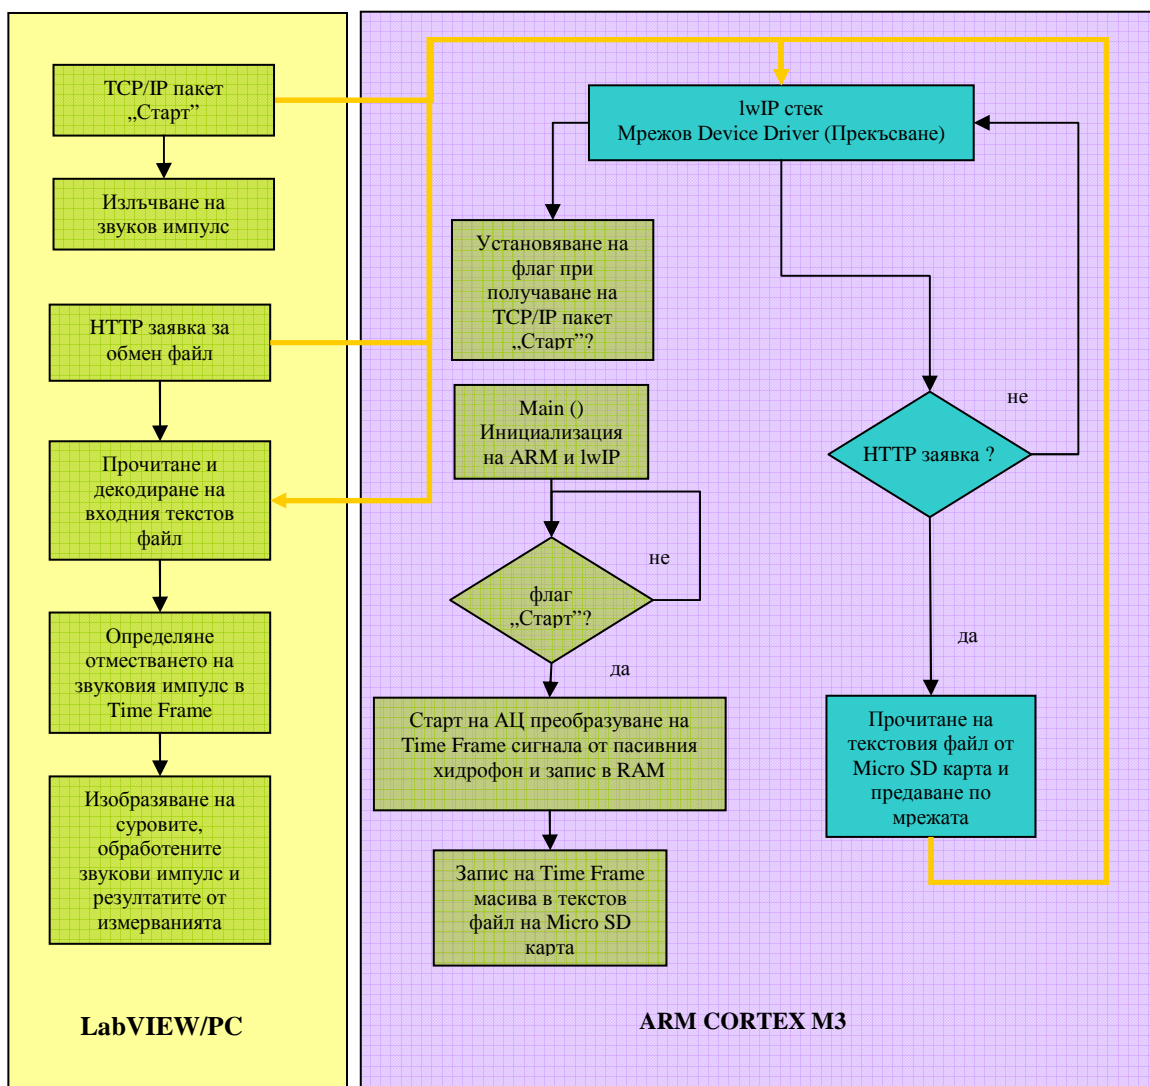 TCP/IP пакет
„Старт”
Излъчване на
звуков импулс
HTTP заявка за
обмен файл
Прочитане и
декодиране на
входния текстов
файл
Определяне
отместването на
звуковия импулс в
Time Frame
Изобразяване на
суровите,
обработените
звукови импулс и
резултатите от
измерванията
LabVIEW/PC
lwIP стек
Мрежов Device Driver (Прекъсване)
Установяване на
флаг при
получаване на
TCP/IP пакет
„Старт”?
Main ()
Инициализация
на ARM и lwIP
флаг
„Старт”?
не
да
Старт на АЦ преобразуване на
Time Frame сигнала от пасивния
хидрофон и запис в RAM
Запис на Time Frame
масива в текстов
файл на Micro SD
карта
HTTP заявка ?
не
да
Прочитане на
текстовия файл от
Micro SD карта и
предаване по
мрежата
ARM CORTEX M3